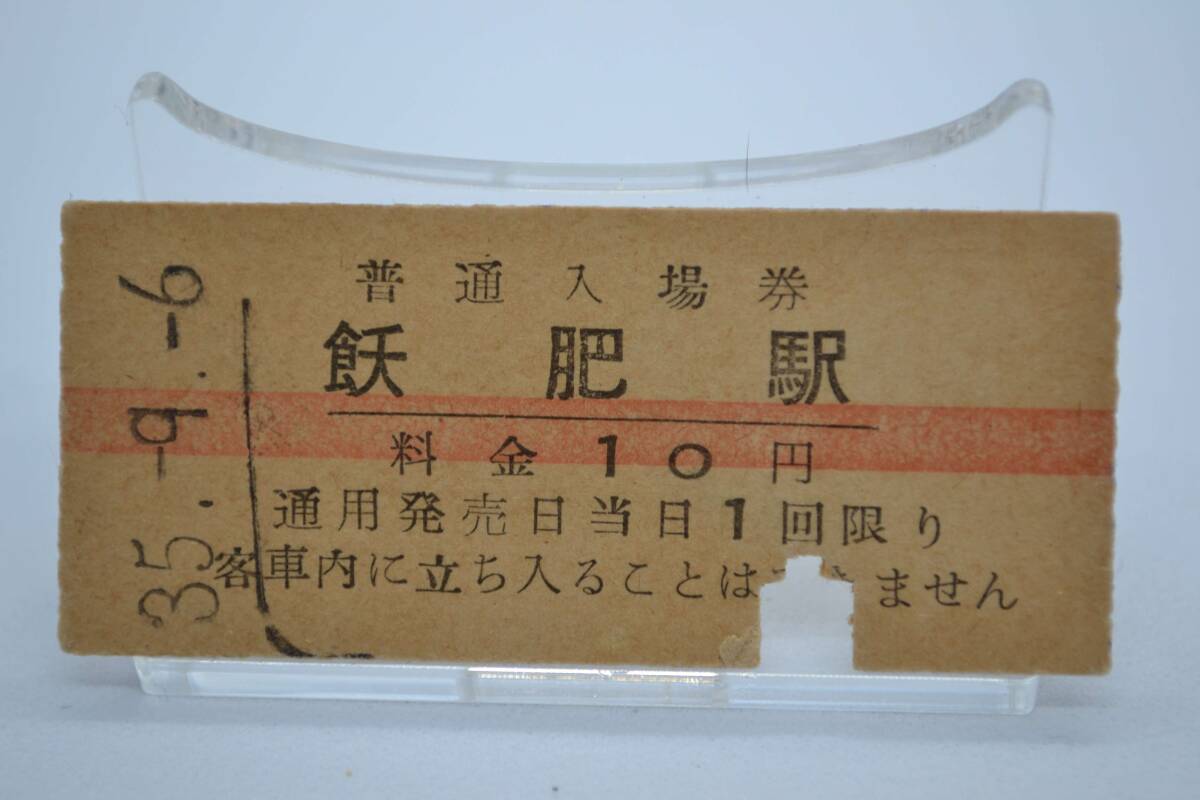 普通入場券
飫肥駅
料金10円
通用発売日当日1回限り
客車内に立ち入ることは きません
35.-9.-6